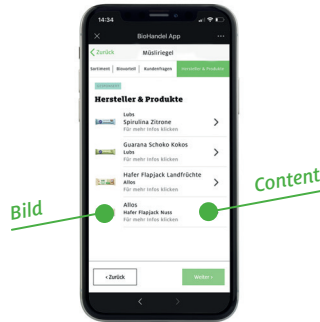 14:34
BioHandel App
Zurück Müsliriegel
Sortiment Biovorteil Kundenfragen Hersteller & Produkte
Hersteller & Produkte
Lubs
Spirulina Zitrone
Für mehr Infos klicken
Guarana Schoko Kokos
Lubs
Für mehr Infos klicken
Hafer Flapjack Landfrüchte
Allos
Für mehr Infos klicken
Allos
Hafer Flapjack Nuss
Für mehr Infos klicken
Bild
Content
‹ Zurück
Weiter ›